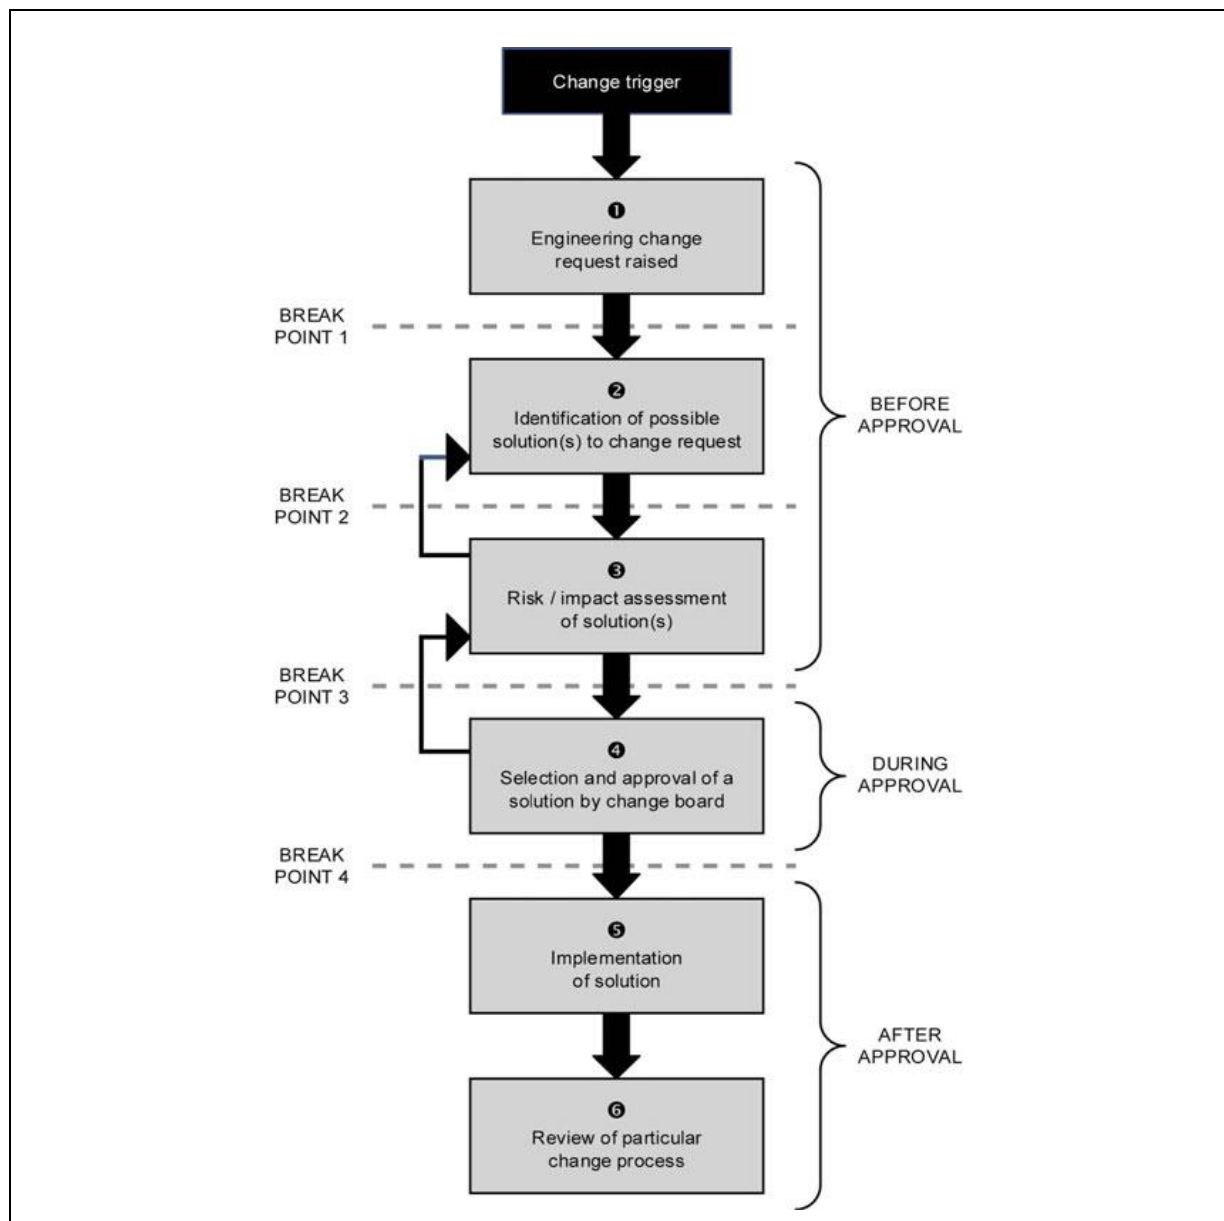 Change trigger
❶
Engineering change
request raised
BREAK
POINT 1
❷
Identification of possible
solution(s) to change request
BEFORE
APPROVAL
BREAK
POINT 2
❸
Risk / impact assessment
of solution(s)
BREAK
POINT 3
❹
Selection and approval of a
solution by change board
DURING
APPROVAL
BREAK
POINT 4
❺
Implementation
of solution
AFTER
APPROVAL
❻
Review of particular
change process